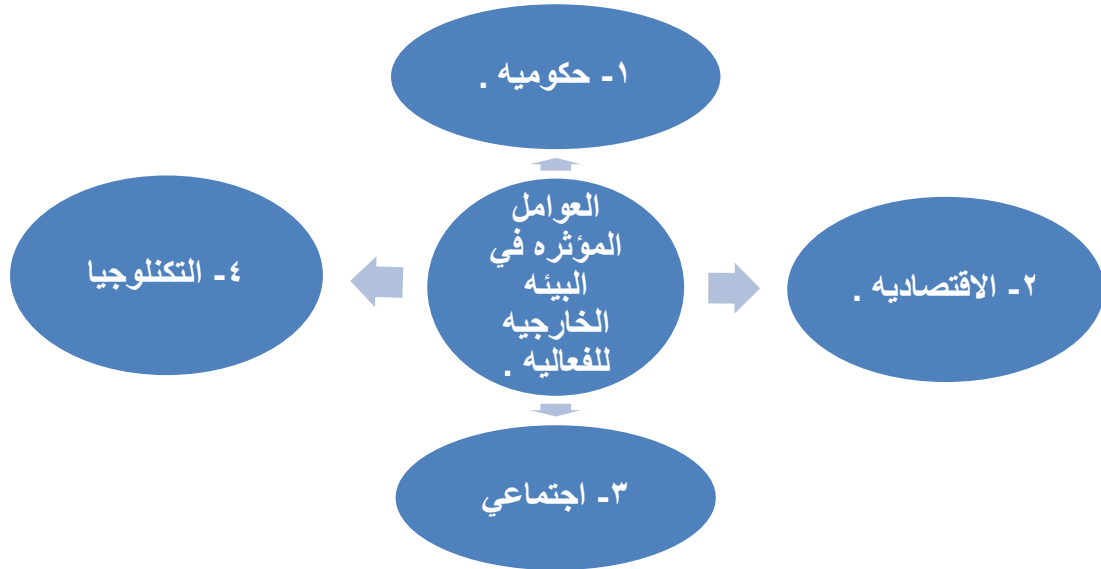 ١- حكوميه .
العوامل
المؤثره في
البيئه
الخارجيه
للفعاليه .
٢- الاقتصاديه .
٣- اجتماعي
٤- التكنلوجيا